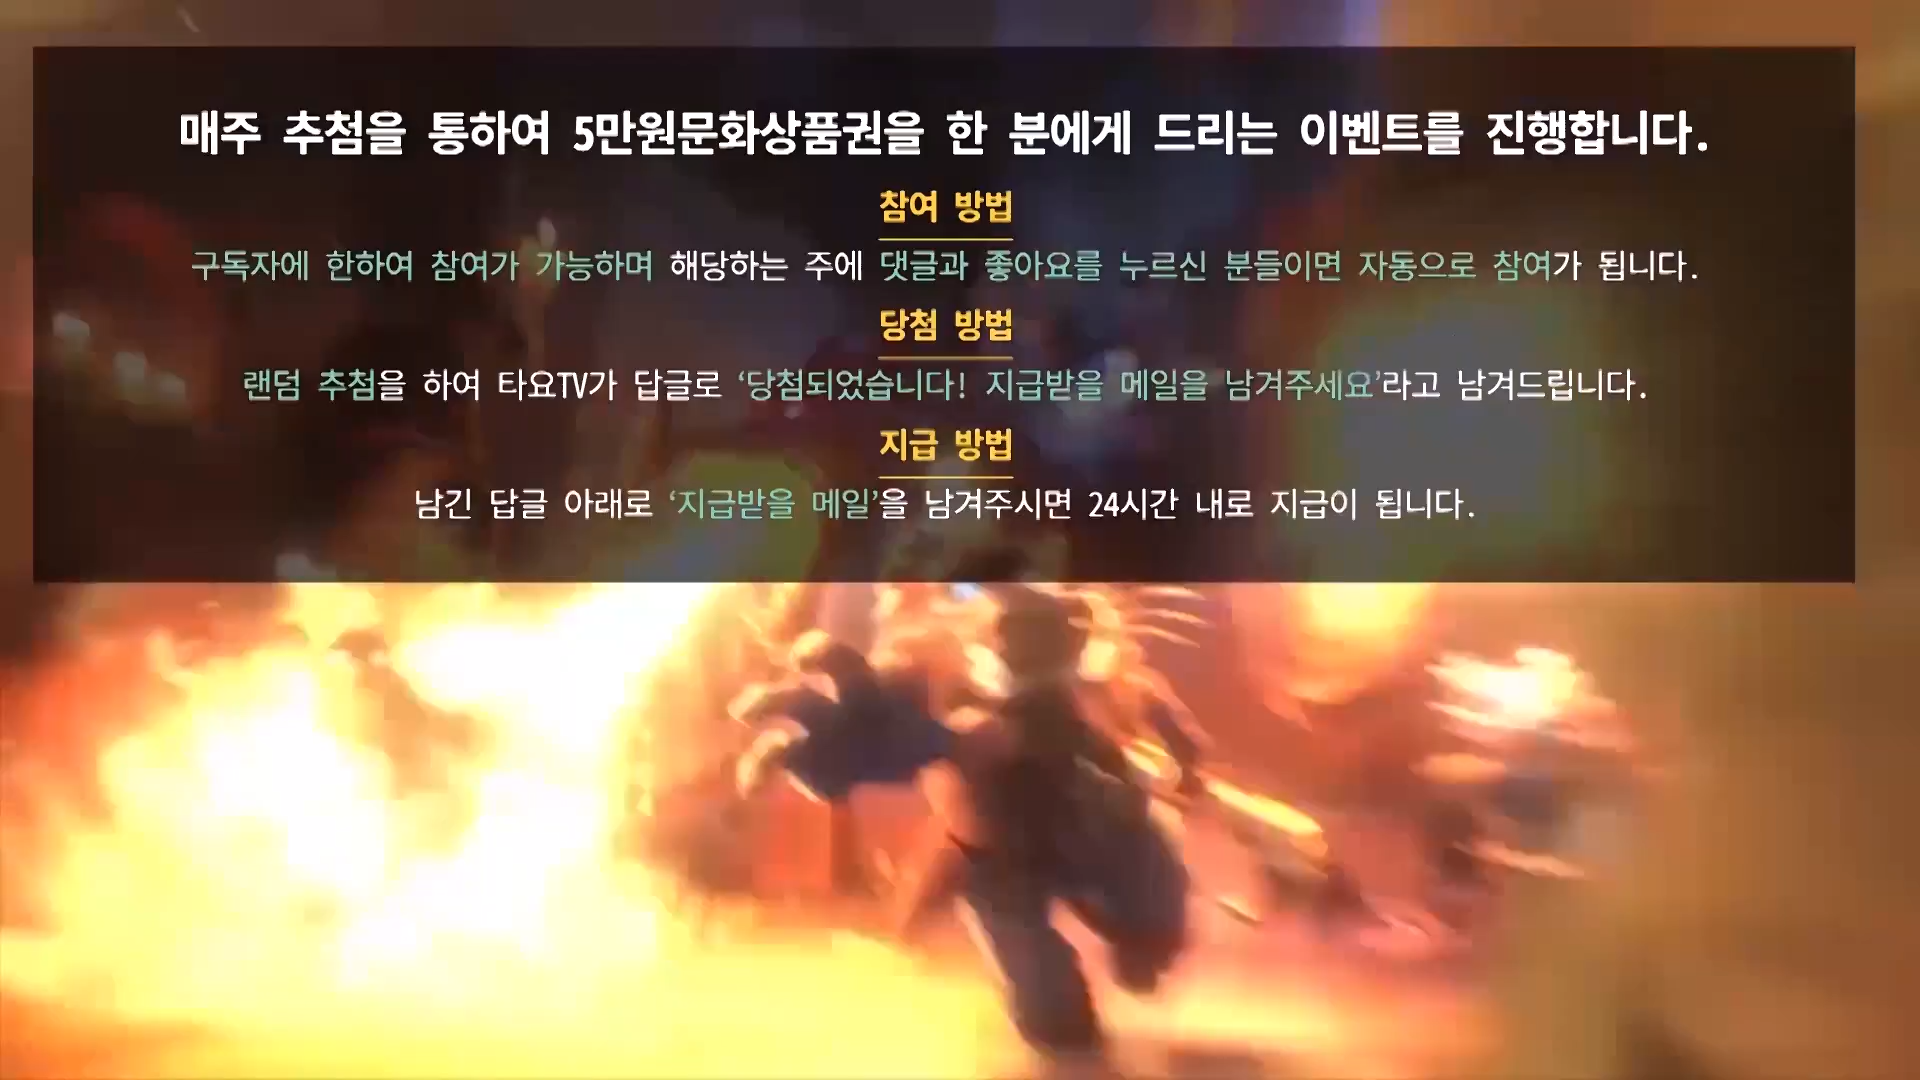 매주 추첨을 통하여 5만원문화상품권을 한 분에게 드리는 이벤트를 진행합니다.
참여 방법
구독자에 한하여 참여가 가능하며 해당하는 주에 댓글과 좋아요를 누르신 분들이면 자동으로 참여가 됩니다.
당첨 방법
랜덤 추첨을 하여 타요TV가 답글로 ‘당첨되었습니다! 지급받을 메일을 남겨주세요’라고 남겨드립니다.
지급 방법
남긴 답글 아래로 ‘지급받을 메일’을 남겨주시면 24시간 내로 지급이 됩니다.